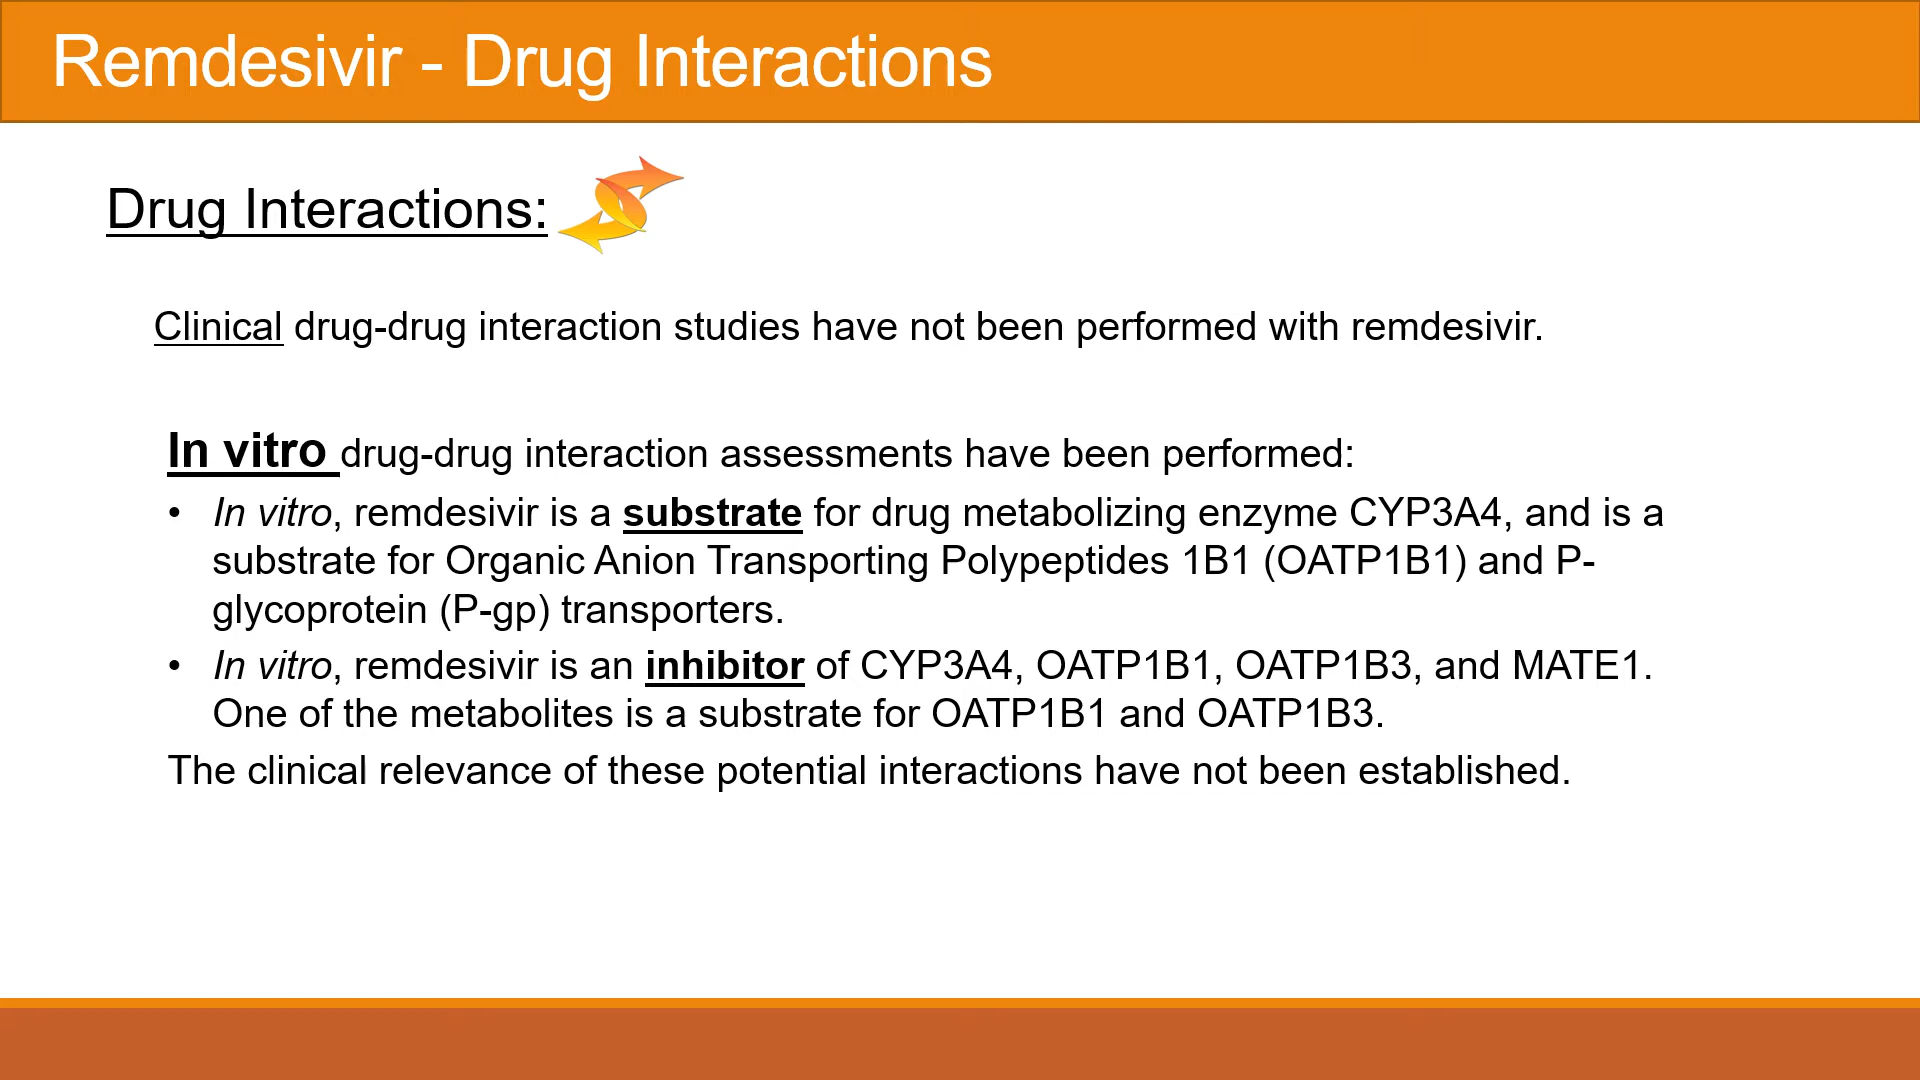 Remdesivir - Drug Interactions
Drug Interactions:
Clinical drug-drug interaction studies have not been performed with remdesivir.
In vitro drug-drug interaction assessments have been performed:
• In vitro, remdesivir is a substrate for drug metabolizing enzyme CYP3A4, and is a
substrate for Organic Anion Transporting Polypeptides 1B1 (OATP1B1) and P-
glycoprotein (P-gp) transporters.
• In vitro, remdesivir is an inhibitor of CYP3A4, OATP1B1, OATP1B3, and MATE1.
One of the metabolites is a substrate for OATP1B1 and OATP1B3.
The clinical relevance of these potential interactions have not been established.